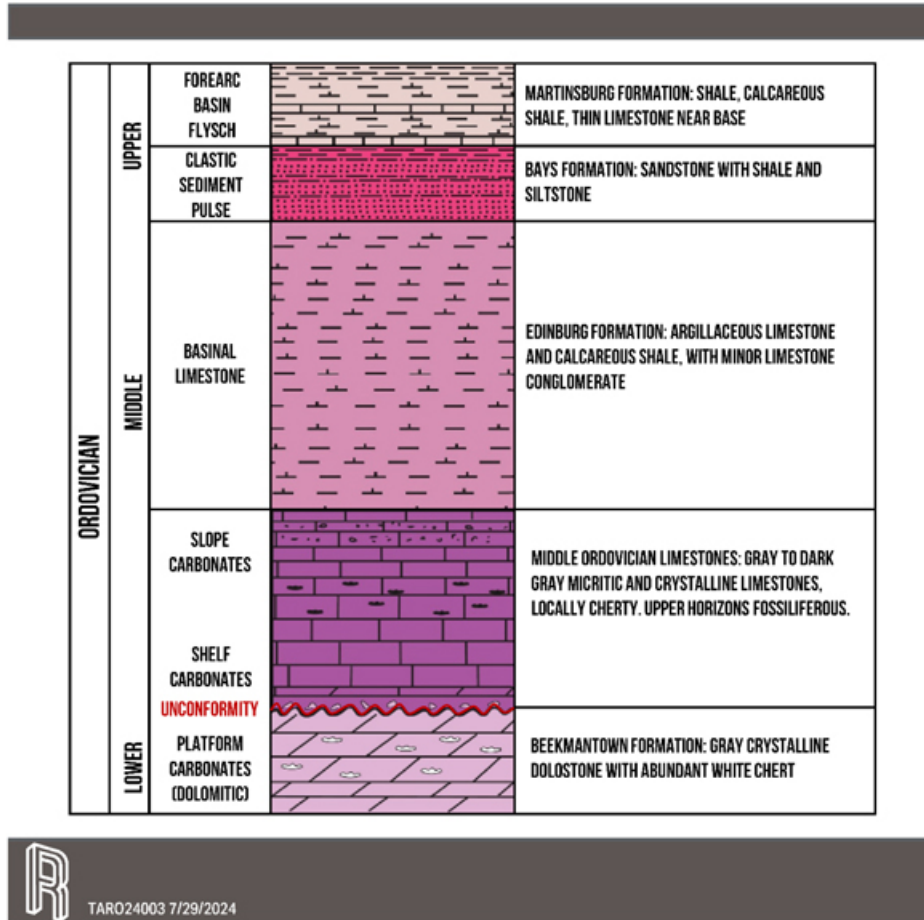 ORDOVICIAN
UPPER
MIDDLE
LOWER
FOREARC
BASIN
FLYSCH
MARTINSBURG FORMATION: SHALE, CALCAREOUS
SHALE, THIN LIMESTONE NEAR BASE
CLASTIC
SEDIMENT
PULSE
BAYS FORMATION: SANDSTONE WITH SHALE AND
SILTSTONE
BASINAL
LIMESTONE
EDINBURG FORMATION: ARGILLACEOUS LIMESTONE
AND CALCAREOUS SHALE, WITH MINOR LIMESTONE
CONGLOMERATE
SLOPE
CARBONATES
SHELF
CARBONATES
MIDDLE ORDOVICIAN LIMESTONES: GRAY TO DARK
GRAY MICRITIC AND CRYSTALLINE LIMESTONES,
LOCALLY CHERTY. UPPER HORIZONS FOSSILIFEROUS.
UNCONFORMITY
PLATFORM
CARBONATES
(DOLOMITIC)
BEEKMANTOWN FORMATION: GRAY CRYSTALLINE
DOLOSTONE WITH ABUNDANT WHITE CHERT
R
TARO24003 7/29/2024